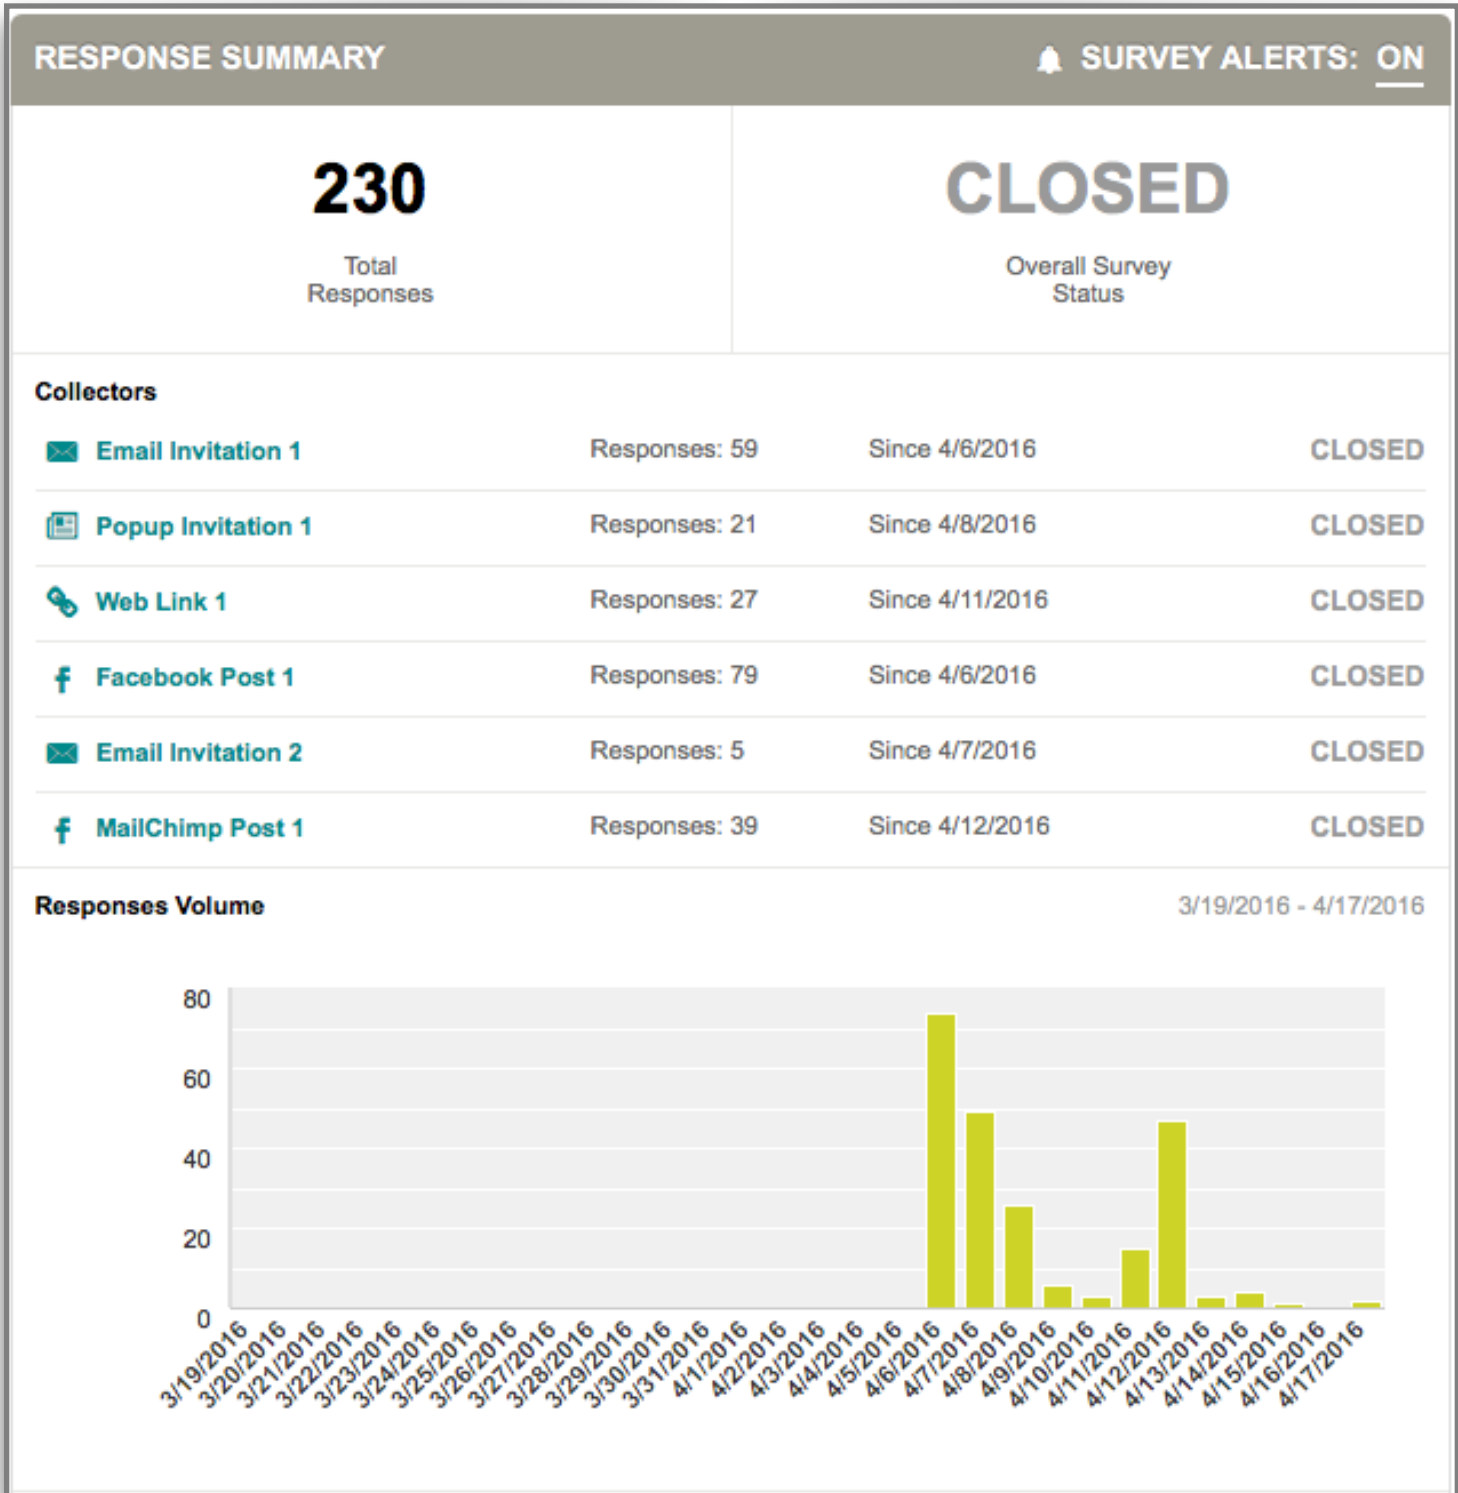 RESPONSE SUMMARY
SURVEY ALERTS: ON
230
Total
Responses
CLOSED
Overall Survey
Status
Collectors
Email Invitation 1 Responses: 59 Since 4/6/2016 CLOSED
Popup Invitation 1 Responses: 21 Since 4/8/2016 CLOSED
Web Link 1 Responses: 27 Since 4/11/2016 CLOSED
Facebook Post 1 Responses: 79 Since 4/6/2016 CLOSED
Email Invitation 2 Responses: 5 Since 4/7/2016 CLOSED
MailChimp Post 1 Responses: 39 Since 4/12/2016 CLOSED
Responses Volume 3/19/2016 - 4/17/2016
80
60
40
20
0
3/19/2016
3/20/2016
3/21/2016
3/22/2016
3/23/2016
3/24/2016
3/25/2016
3/26/2016
3/27/2016
3/28/2016
3/29/2016
3/30/2016
3/31/2016
4/1/2016
4/2/2016
4/3/2016
4/4/2016
4/5/2016
4/6/2016
4/7/2016
4/8/2016
4/9/2016
4/10/2016
4/11/2016
4/12/2016
4/13/2016
4/14/2016
4/15/2016
4/16/2016
4/17/2016